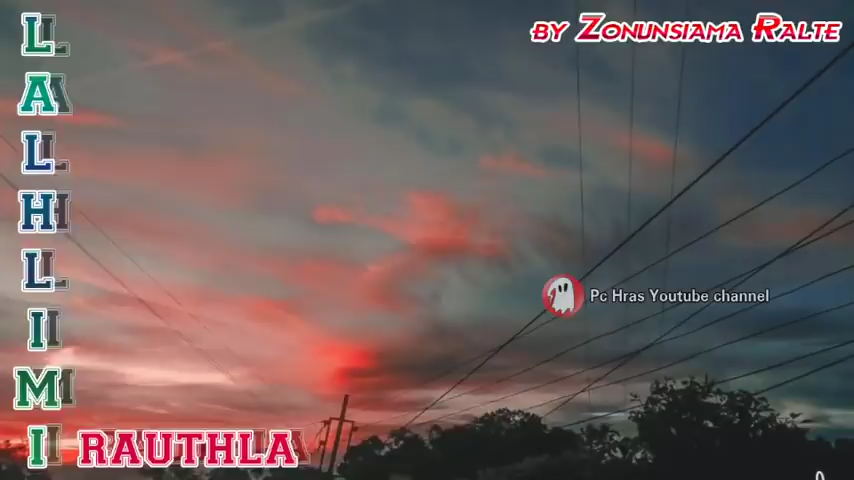 BY ZONUNSIAMA RALTE
LALHLIMI
RAUTHLA
Pc Hras Youtube channel